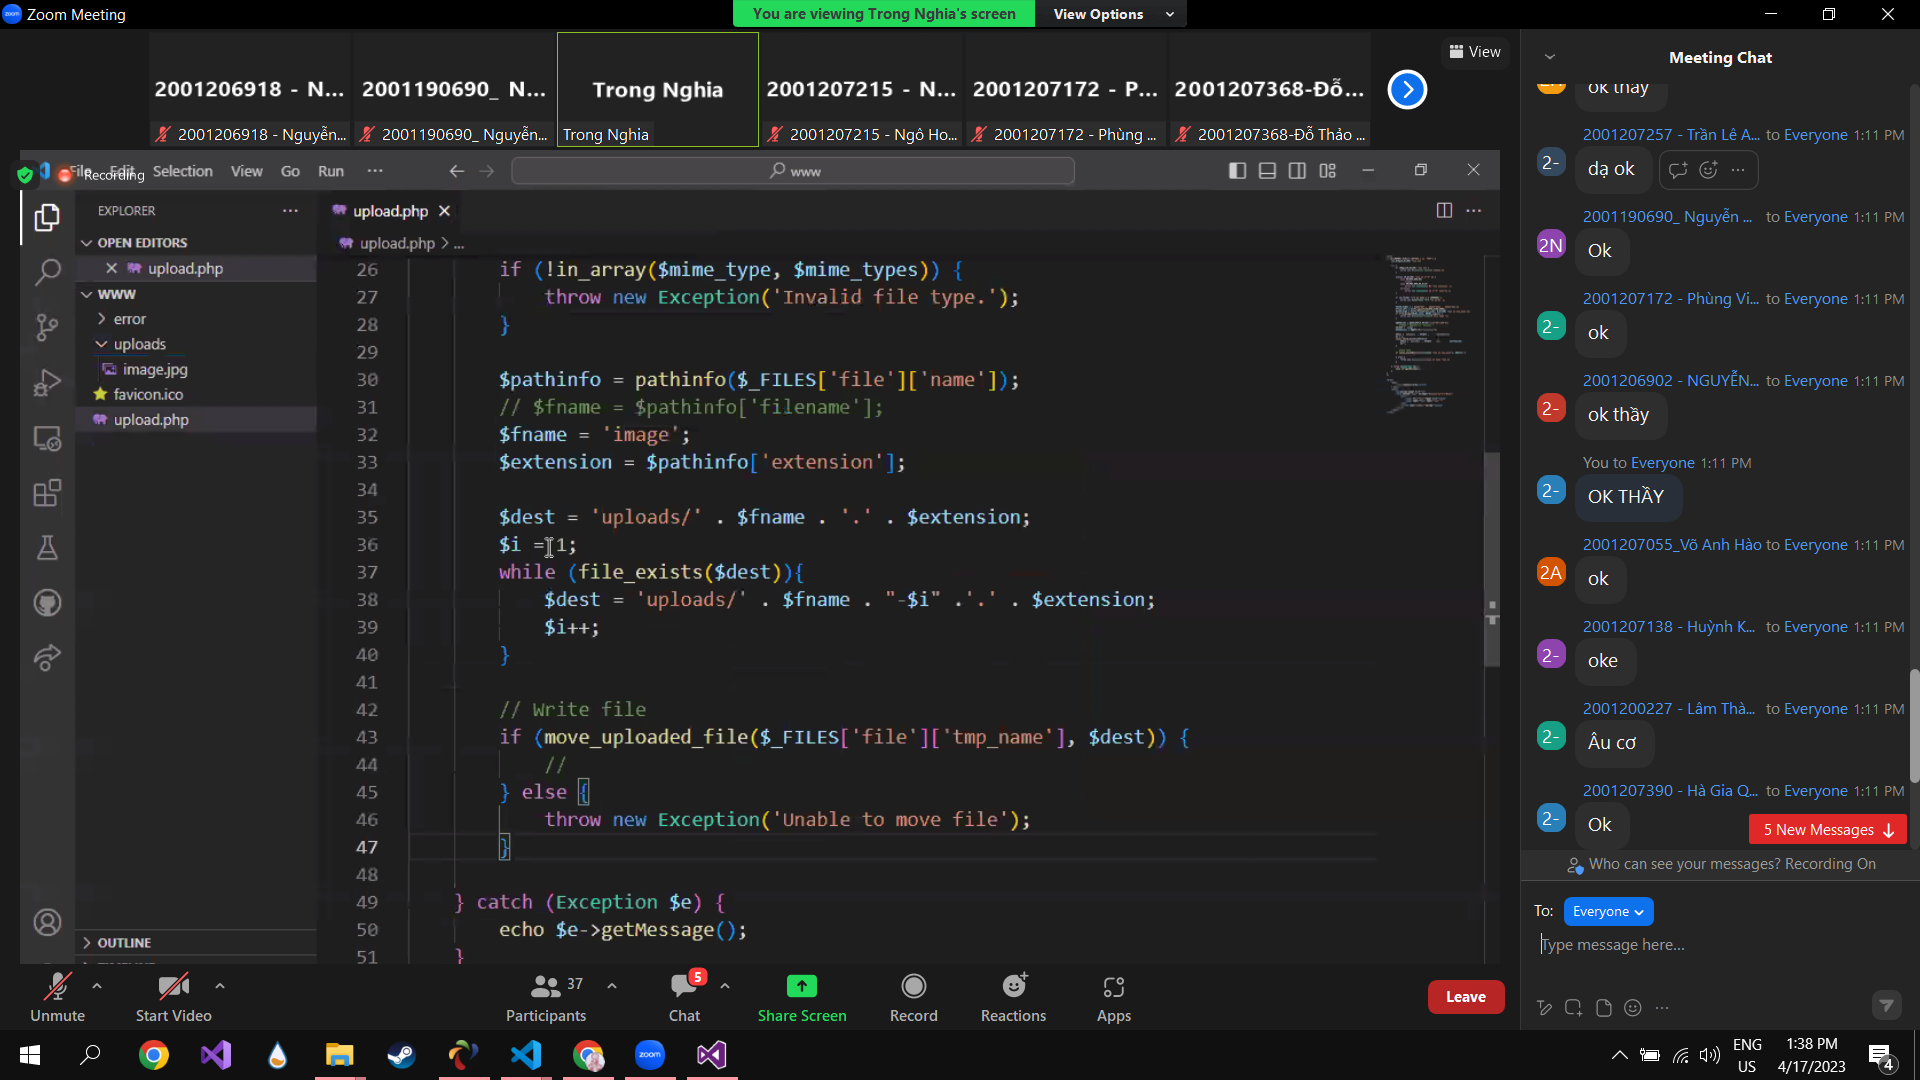 Zoom Meeting
You are viewing Trong Nghia's screen
View Options
2001206918 - N...
2001206918 - Nguyễn...
2001190690_ N...
2001190690_ Nguyễn...
Trong Nghia
Trong Nghia
2001207215 - N...
2001207215 - Ngô Ho...
2001207172 - P...
2001207172 - Phùng ...
2001207368-Đỗ...
2001207368-Đỗ Thảo ...
View
Recording
File Edit Selection View Go Run ...
www
EXPLORER
OPEN EDITORS
upload.php
WWW
error
uploads
image.jpg
favicon.ico
upload.php
OUTLINE
upload.php
upload.php > ...
26 if (!in_array($mime_type, $mime_types)) {
27 throw new Exception('Invalid file type.');
28 }
29
30 $pathinfo = pathinfo($_FILES['file']['name']);
31 // $fname = $pathinfo['filename'];
32 $fname = 'image';
33 $extension = $pathinfo['extension'];
34
35 $dest = 'uploads/' . $fname . '.' . $extension;
36 $i = 1;
37 while (file_exists($dest)){
38 $dest = 'uploads/' . $fname . "-$i" .'.' . $extension;
39 $i++;
40 }
41
42 // Write file
43 if (move_uploaded_file($_FILES['file']['tmp_name'], $dest)) {
44 //
45 } else {
46 throw new Exception('Unable to move file');
47 }
48
49 } catch (Exception $e) {
50 echo $e->getMessage();
51 }
Meeting Chat
ok thầy
2001207257 - Trần Lê A... to Everyone 1:11 PM
2-
dạ ok
2001190690_ Nguyễn ... to Everyone 1:11 PM
2N
Ok
2001207172 - Phùng Vi... to Everyone 1:11 PM
2-
ok
2001206902 - NGUYỄN... to Everyone 1:11 PM
2-
ok thầy
You to Everyone 1:11 PM
2-
OK THẦY
2001207055_Võ Anh Hào to Everyone 1:11 PM
2A
ok
2001207138 - Huỳnh K... to Everyone 1:11 PM
2-
oke
2001200227 - Lâm Thà... to Everyone 1:11 PM
2-
Âu cơ
2001207390 - Hà Gia Q... to Everyone 1:11 PM
2-
Ok
5 New Messages
Who can see your messages? Recording On
To: Everyone
Type message here...
Unmute
Start Video
37
Participants
5
Chat
Share Screen
Record
Reactions
Apps
Leave
zoom
ENG
US
1:38 PM
4/17/2023
4